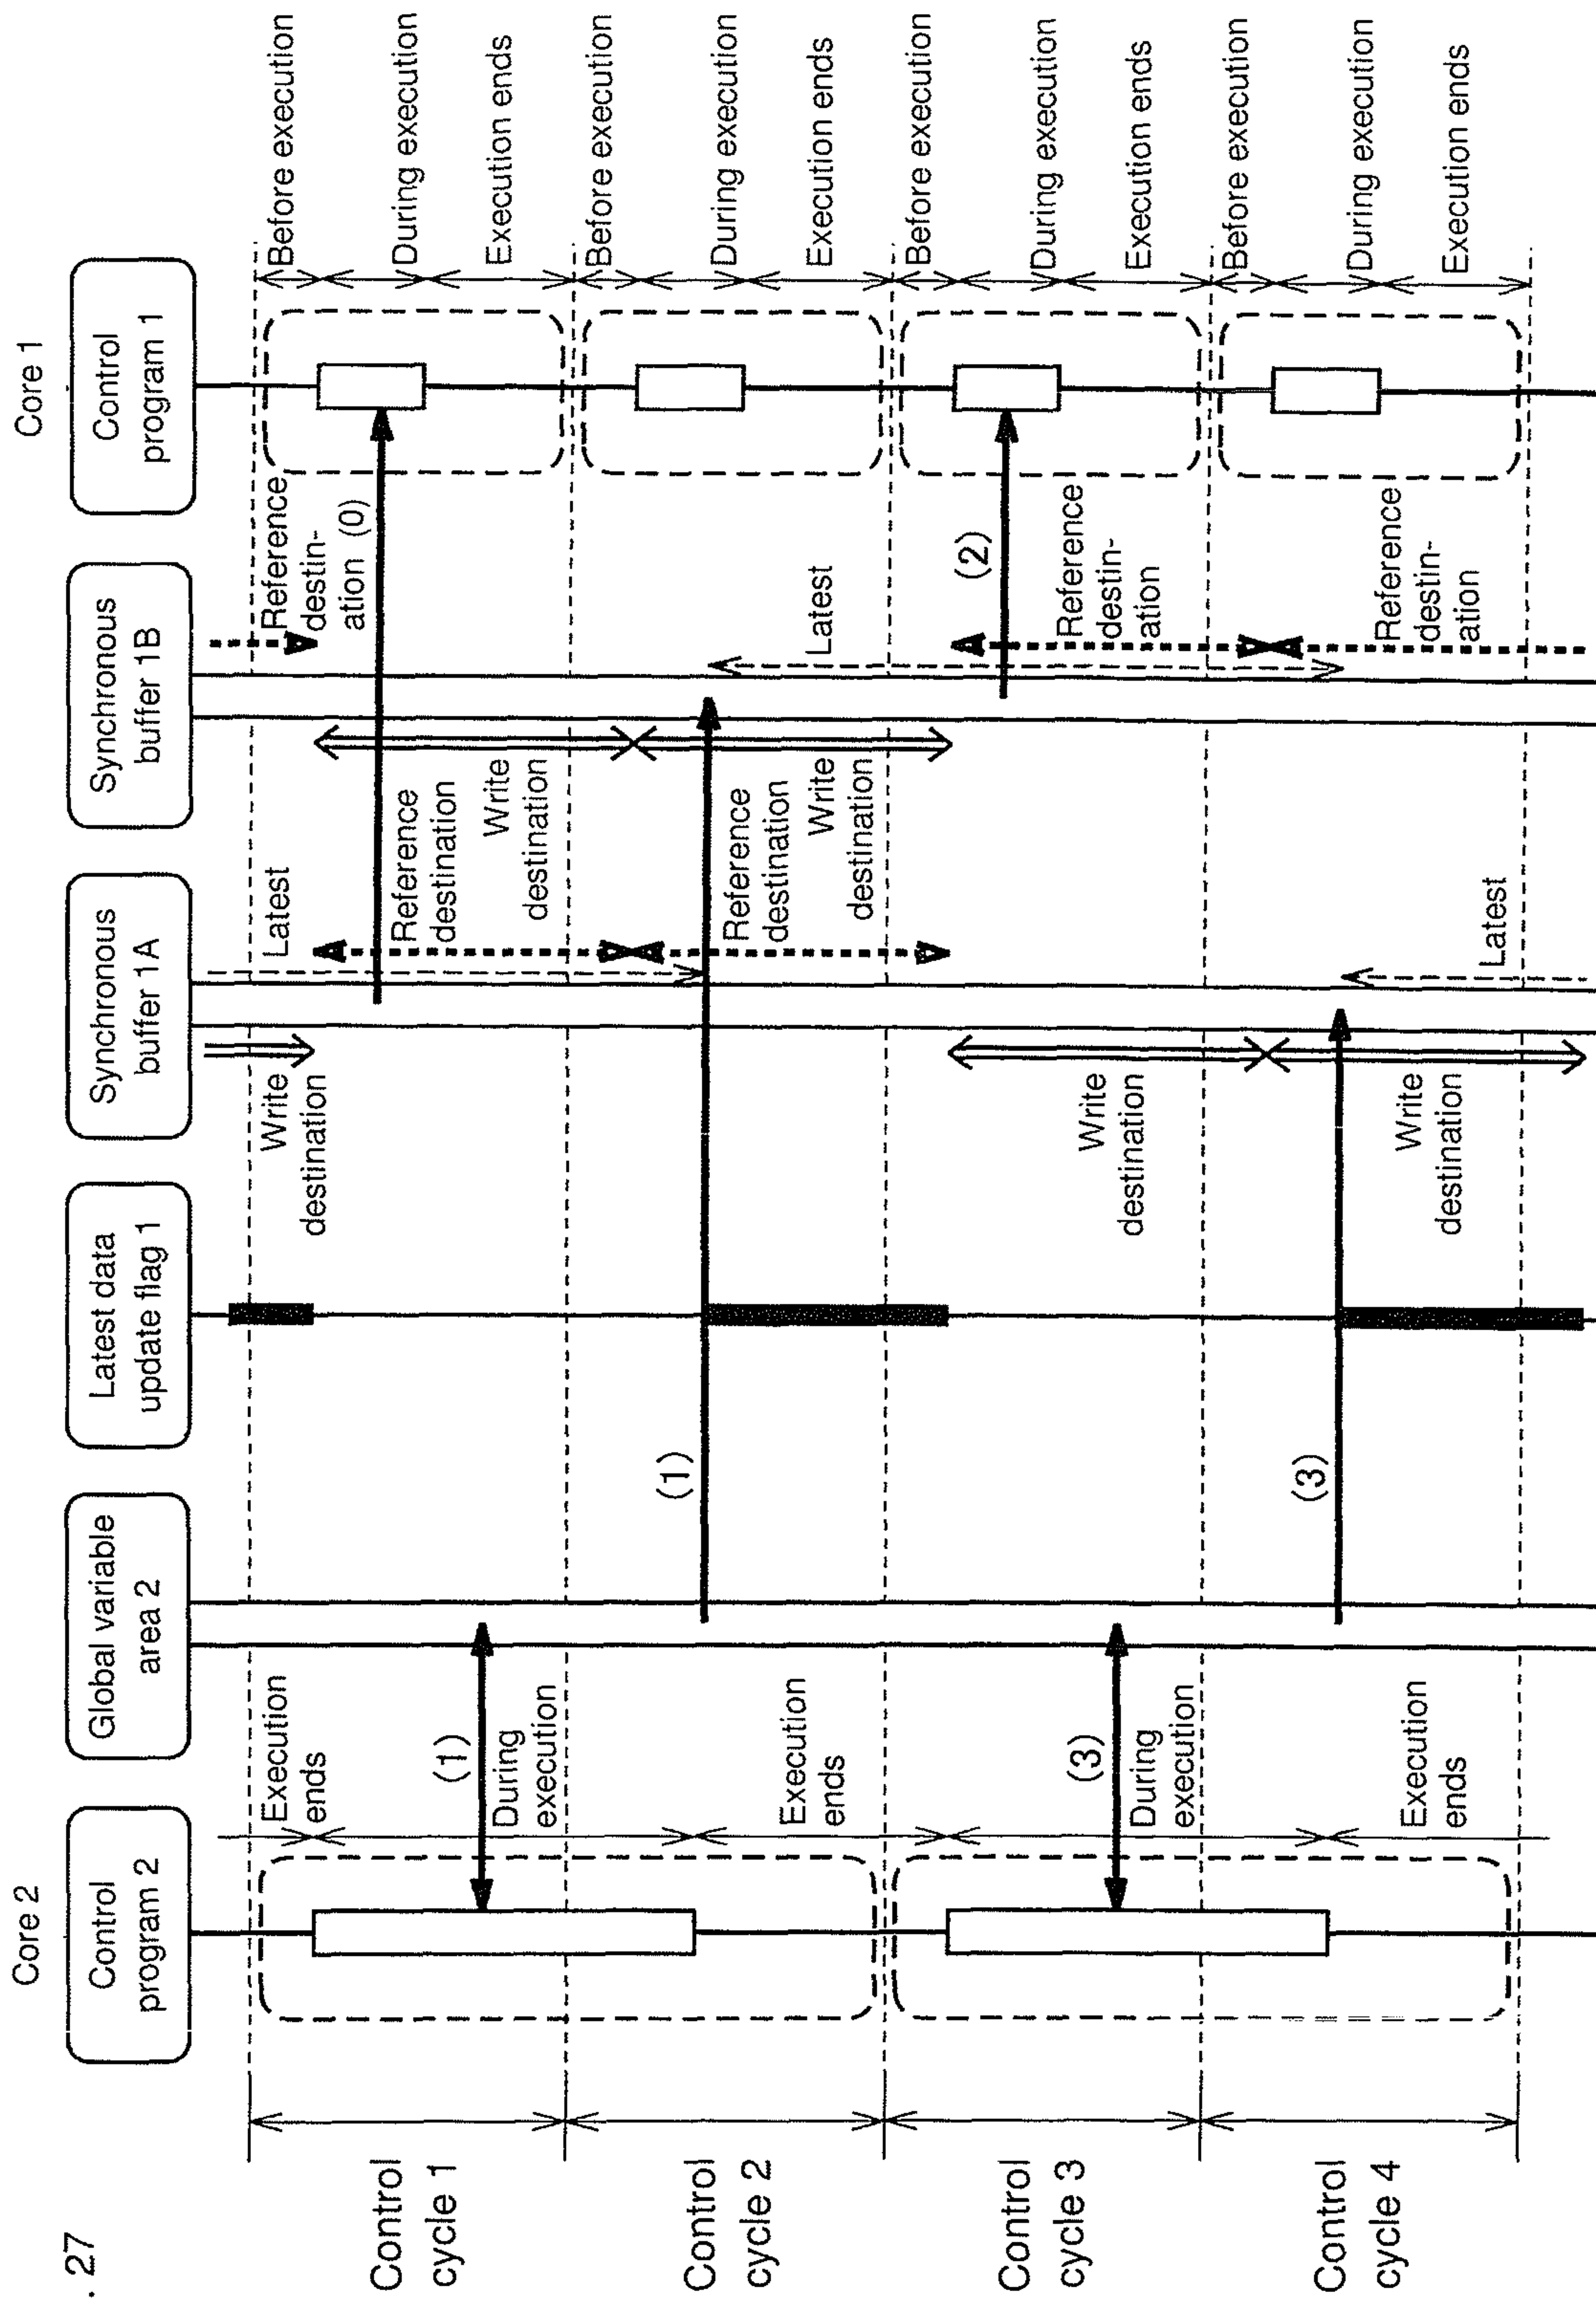 . 27
Core 2
Core 1
Control
program 2
Global variable
area 2
Latest data
update flag 1
Synchronous
buffer 1A
Synchronous
buffer 1B
Control
program 1
Control
cycle 1
Control
cycle 2
Control
cycle 3
Control
cycle 4
Execution
ends
(1)
During
execution
Execution
ends
(3)
During
execution
Execution
ends
(1)
(3)
Write
destination
Write
destination
Write
destination
Latest
Reference
destination
Write
destination
Reference
destination
Write
destination
Latest
Reference
destin-
ation (0)
Latest
(2)
Reference
destin-
ation
Reference
destin-
ation
Before execution
During execution
Execution ends
Before execution
During execution
Execution ends
Before execution
During execution
Execution ends
Before execution
During execution
Execution ends